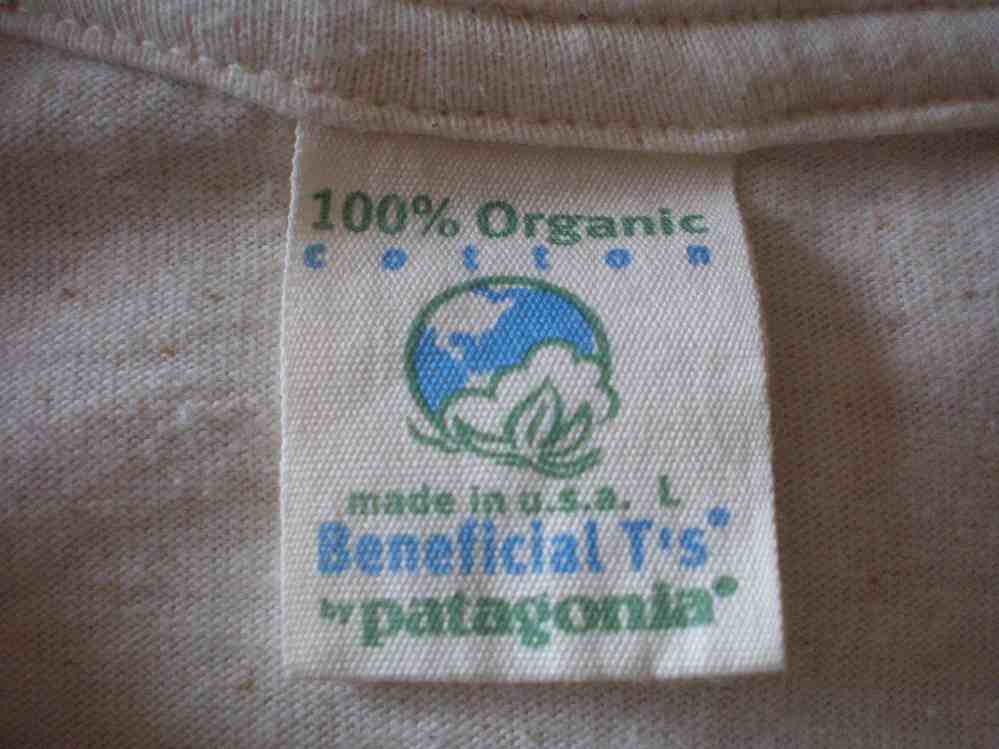 100% Organic
cotton
made in u.s.a. L
Beneficial T's®
by patagonia®